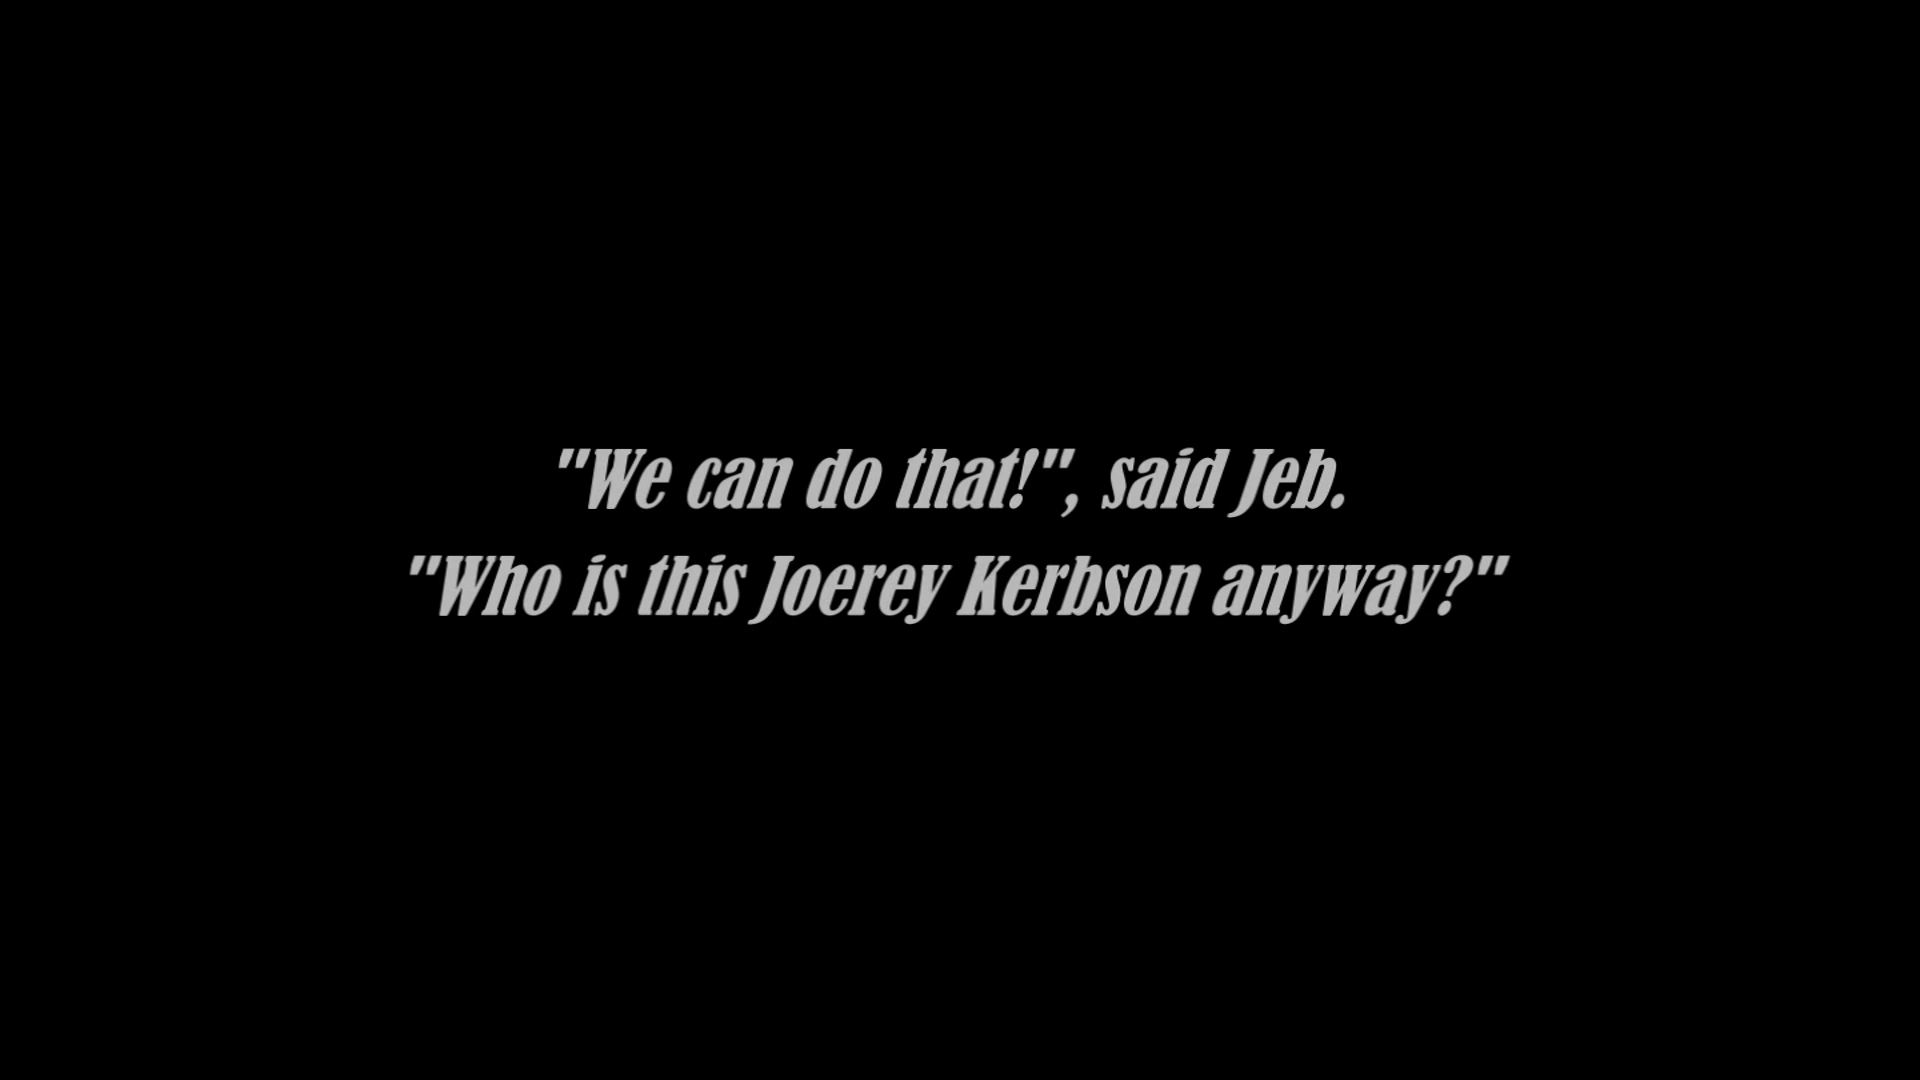 "We can do that!", said Jeb.
"Who is this Joerey Kerbson anyway?"